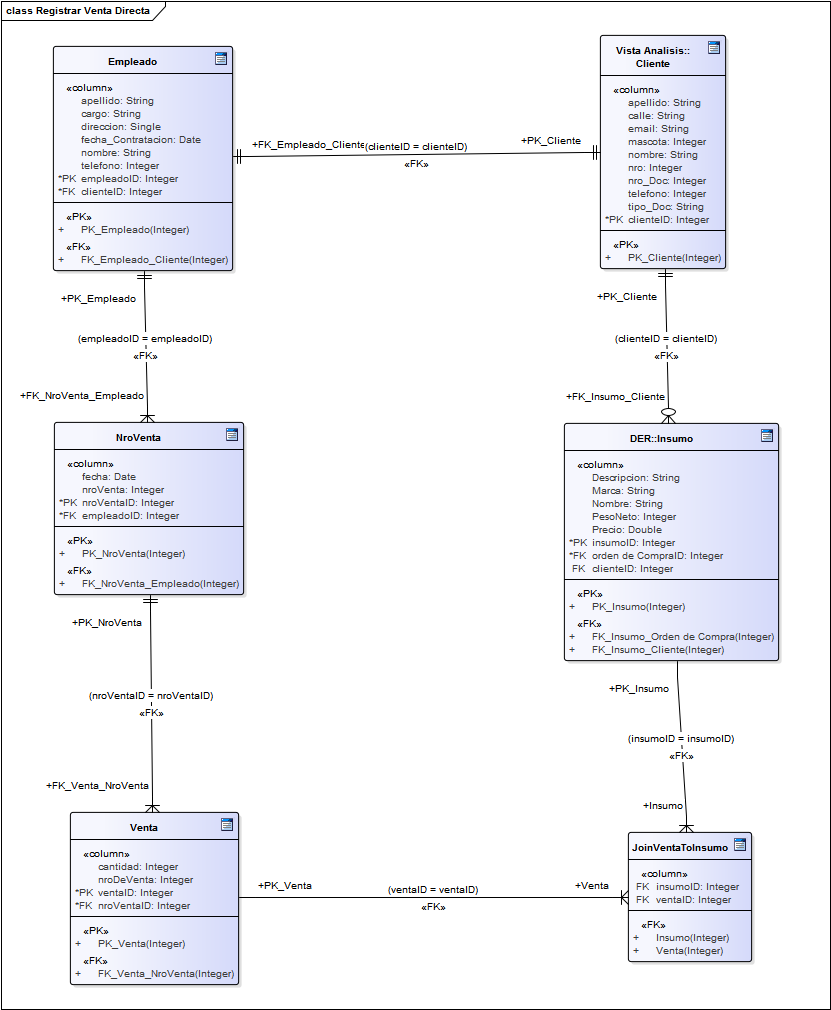 class Registrar Venta Directa
Empleado
«column»
apellido: String
cargo: String
direccion: Single
fecha_Contratacion: Date
nombre: String
telefono: Integer
*PK empleadoID: Integer
*FK clienteID: Integer
«PK»
+ PK_Empleado(Integer)
«FK»
+ FK_Empleado_Cliente(Integer)
+FK_Empleado_Cliente
(clienteID = clienteID)
«FK»
+PK_Cliente
Vista Analisis::
Cliente
«column»
apellido: String
calle: String
email: String
mascota: Integer
nombre: String
nro: Integer
nro_Doc: Integer
telefono: Integer
tipo_Doc: String
*PK clienteID: Integer
«PK»
+ PK_Cliente(Integer)
+PK_Empleado
(empleadoID = empleadoID)
«FK»
+FK_NroVenta_Empleado
+PK_Cliente
(clienteID = clienteID)
«FK»
+FK_Insumo_Cliente
NroVenta
«column»
fecha: Date
nroVenta: Integer
*PK nroVentaID: Integer
*FK empleadoID: Integer
«PK»
+ PK_NroVenta(Integer)
«FK»
+ FK_NroVenta_Empleado(Integer)
DER::Insumo
«column»
Descripcion: String
Marca: String
Nombre: String
PesoNeto: Integer
Precio: Double
*PK insumoID: Integer
*FK orden de CompraID: Integer
FK clienteID: Integer
«PK»
+ PK_Insumo(Integer)
«FK»
+ FK_Insumo_Orden de Compra(Integer)
+ FK_Insumo_Cliente(Integer)
+PK_NroVenta
(nroVentaID = nroVentaID)
«FK»
+FK_Venta_NroVenta
+PK_Insumo
(insumoID = insumoID)
«FK»
+Insumo
Venta
«column»
cantidad: Integer
nroDeVenta: Integer
*PK ventaID: Integer
*FK nroVentaID: Integer
«PK»
+ PK_Venta(Integer)
«FK»
+ FK_Venta_NroVenta(Integer)
+PK_Venta
(ventaID = ventaID)
«FK»
+Venta
JoinVentaToInsumo
«column»
FK insumoID: Integer
FK ventaID: Integer
«FK»
+ Insumo(Integer)
+ Venta(Integer)